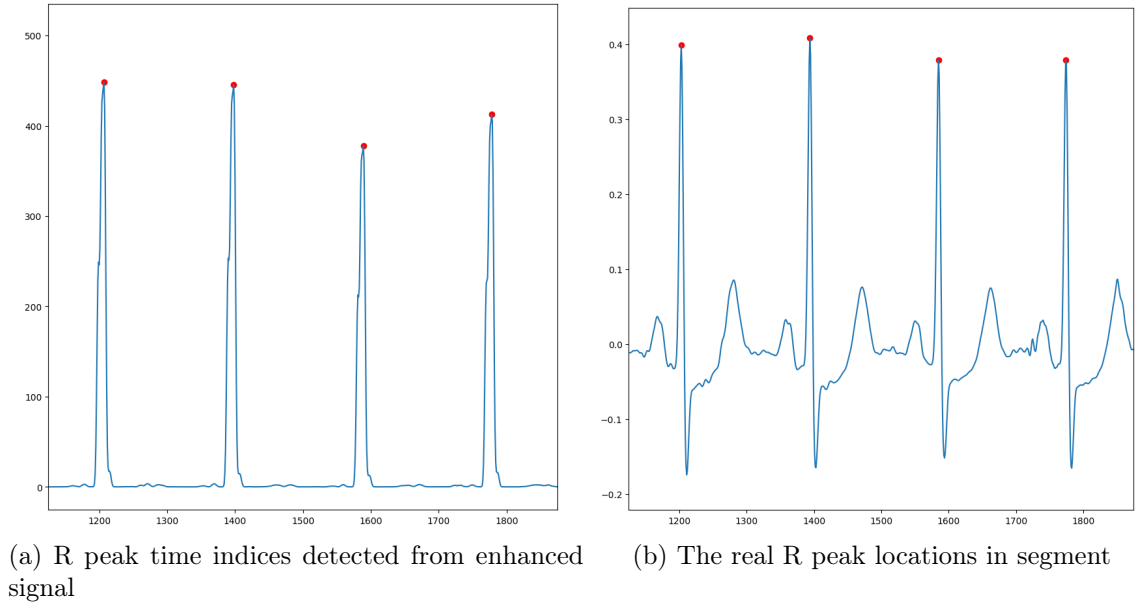 500
400
300
200
100
0
1200 1300 1400 1500 1600 1700 1800
(a) R peak time indices detected from enhanced
signal
0.4
0.3
0.2
0.1
0.0
−0.1
−0.2
1200 1300 1400 1500 1600 1700 1800
(b) The real R peak locations in segment